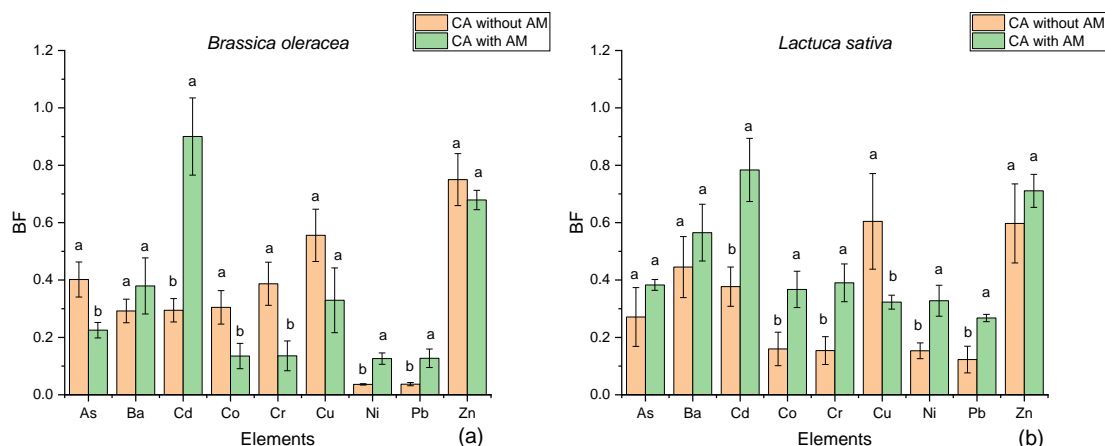 Brassica oleracea
CA without AM
CA with AM
1.2
1.0
0.8
0.6
0.4
0.2
0.0
BF
a b a a b a a b a b a a b a b a a a
As Ba Cd Co Cr Cu Ni Pb Zn
Elements
(a)
Lactuca sativa
CA without AM
CA with AM
1.2
1.0
0.8
0.6
0.4
0.2
0.0
BF
a a a a b a b a b a a b b a b a a a
As Ba Cd Co Cr Cu Ni Pb Zn
Elements
(b)